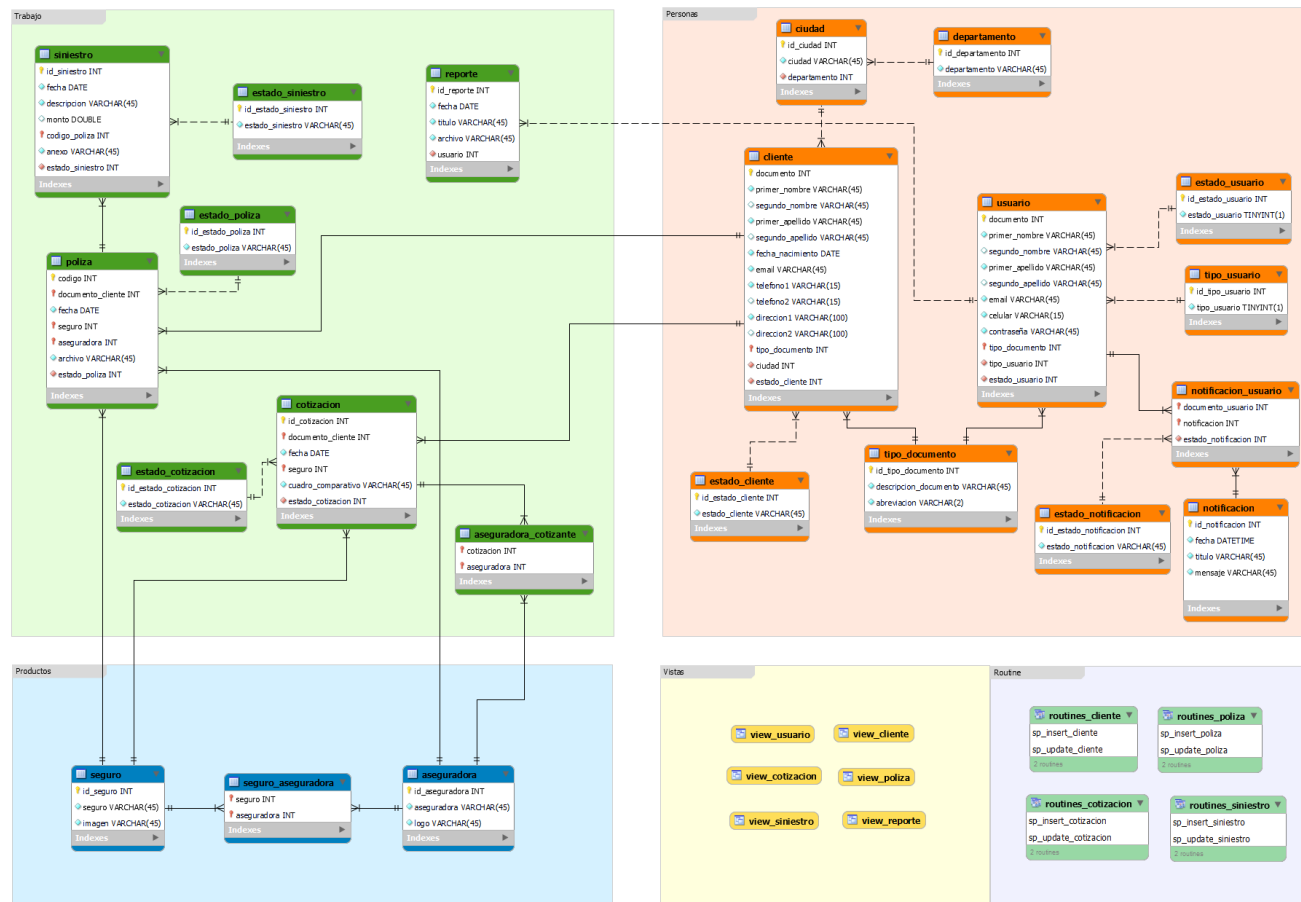 Trabajo
siniestro
id_siniestro INT
fecha DATE
descripcion VARCHAR(45)
monto DOUBLE
codigo_poliza INT
anexo VARCHAR(45)
estado_siniestro INT
Indexes
estado_siniestro
id_estado_siniestro INT
estado_siniestro VARCHAR(45)
Indexes
reporte
id_reporte INT
fecha DATE
titulo VARCHAR(45)
archivo VARCHAR(45)
usuario INT
Indexes
estado_poliza
id_estado_poliza INT
estado_poliza VARCHAR(45)
Indexes
poliza
codigo INT
documento_cliente INT
fecha DATE
seguro INT
aseguradora INT
archivo VARCHAR(45)
estado_poliza INT
Indexes
cotizacion
id_cotizacion INT
documento_cliente INT
fecha DATE
seguro INT
cuadro_comparativo VARCHAR(45)
estado_cotizacion INT
Indexes
estado_cotizacion
id_estado_cotizacion INT
estado_cotizacion VARCHAR(45)
Indexes
aseguradora_cotizante
cotizacion INT
aseguradora INT
Indexes
Personas
ciudad
id_ciudad INT
ciudad VARCHAR(45)
departamento INT
Indexes
departamento
id_departamento INT
departamento VARCHAR(45)
Indexes
cliente
documento INT
primer_nombre VARCHAR(45)
segundo_nombre VARCHAR(45)
primer_apellido VARCHAR(45)
segundo_apellido VARCHAR(45)
fecha_nacimiento DATE
email VARCHAR(45)
telefono1 VARCHAR(15)
telefono2 VARCHAR(15)
direccion1 VARCHAR(100)
direccion2 VARCHAR(100)
tipo_documento INT
ciudad INT
estado_cliente INT
Indexes
usuario
documento INT
primer_nombre VARCHAR(45)
segundo_nombre VARCHAR(45)
primer_apellido VARCHAR(45)
segundo_apellido VARCHAR(45)
email VARCHAR(45)
celular VARCHAR(15)
contraseña VARCHAR(45)
tipo_documento INT
tipo_usuario INT
estado_usuario INT
Indexes
estado_usuario
id_estado_usuario INT
estado_usuario TINYINT(1)
Indexes
tipo_usuario
id_tipo_usuario INT
tipo_usuario TINYINT(1)
Indexes
notificacion_usuario
documento_usuario INT
notificacion INT
estado_notificacion INT
Indexes
tipo_documento
id_tipo_documento INT
descripcion_documento VARCHAR(45)
abreviacion VARCHAR(2)
Indexes
estado_cliente
id_estado_cliente INT
estado_cliente VARCHAR(45)
Indexes
estado_notificacion
id_estado_notificacion INT
estado_notificacion VARCHAR(45)
Indexes
notificacion
id_notificacion INT
fecha DATETIME
titulo VARCHAR(45)
mensaje VARCHAR(45)
Indexes
Productos
seguro
id_seguro INT
seguro VARCHAR(45)
imagen VARCHAR(45)
Indexes
seguro_aseguradora
seguro INT
aseguradora INT
Indexes
aseguradora
id_aseguradora INT
aseguradora VARCHAR(45)
logo VARCHAR(45)
Indexes
Vistas
view_usuario
view_cliente
view_cotizacion
view_poliza
view_siniestro
view_reporte
Routine
routines_cliente
sp_insert_cliente
sp_update_cliente
2 routines
routines_poliza
sp_insert_poliza
sp_update_poliza
2 routines
routines_cotizacion
sp_insert_cotizacion
sp_update_cotizacion
2 routines
routines_siniestro
sp_insert_siniestro
sp_update_siniestro
2 routines